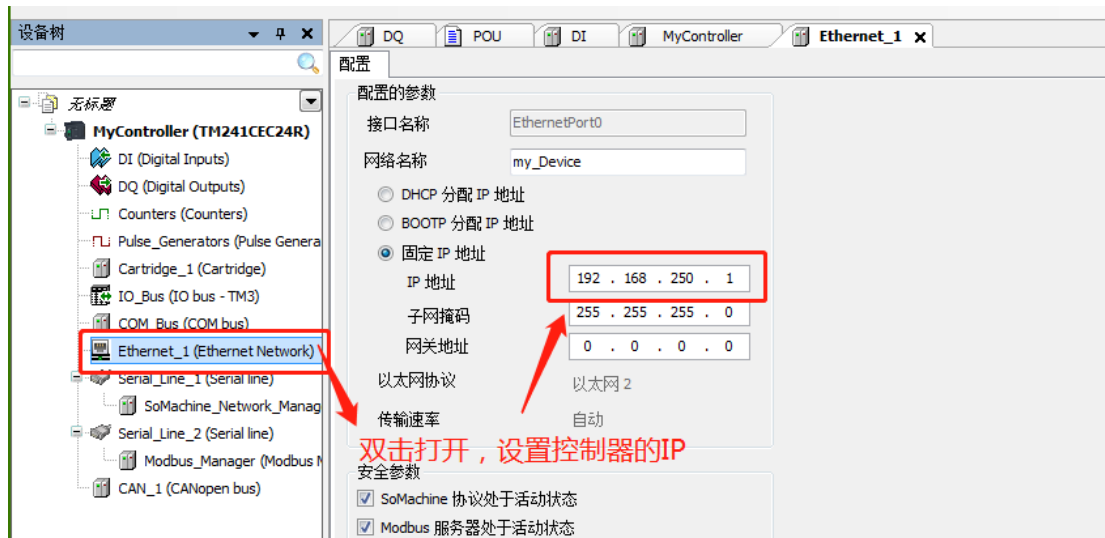 设备树
无标题
MyController (TM241CEC24R)
DI (Digital Inputs)
DQ (Digital Outputs)
Counters (Counters)
Pulse_Generators (Pulse Genera
Cartridge_1 (Cartridge)
IO_Bus (IO bus - TM3)
COM_Bus (COM bus)
Ethernet_1 (Ethernet Network)
Serial_Line_1 (Serial line)
SoMachine_Network_Manag
Serial_Line_2 (Serial line)
Modbus_Manager (Modbus M
CAN_1 (CANopen bus)
DQ POU DI MyController Ethernet_1
配置
配置的参数
接口名称 EthernetPort0
网络名称 my_Device
DHCP 分配 IP 地址
BOOTP 分配 IP 地址
固定 IP 地址
IP 地址 192 . 168 . 250 . 1
子网掩码 255 . 255 . 255 . 0
网关地址 0 . 0 . 0 . 0
以太网协议 以太网 2
传输速率 自动
双击打开，设置控制器的IP
安全参数
SoMachine 协议处于活动状态
Modbus 服务器处于活动状态